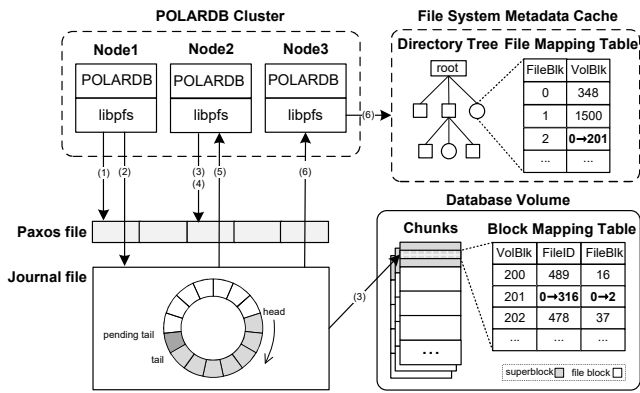 POLARDB Cluster
Node1
Node2
Node3
POLARDB
POLARDB
POLARDB
libpfs
libpfs
libpfs
(1)
(2)
(3)
(4)
(5)
(6)
(6)
Paxos file
Journal file
head
pending tail
tail
(3)
File System Metadata Cache
Directory Tree
File Mapping Table
root
FileBlk VolBlk
0 348
1 1500
2 0→201
... ...
Database Volume
Chunks
Block Mapping Table
VolBlk FileID FileBlk
200 489 16
201 0→316 0→2
202 478 37
... ... ...
...
superblock
file block